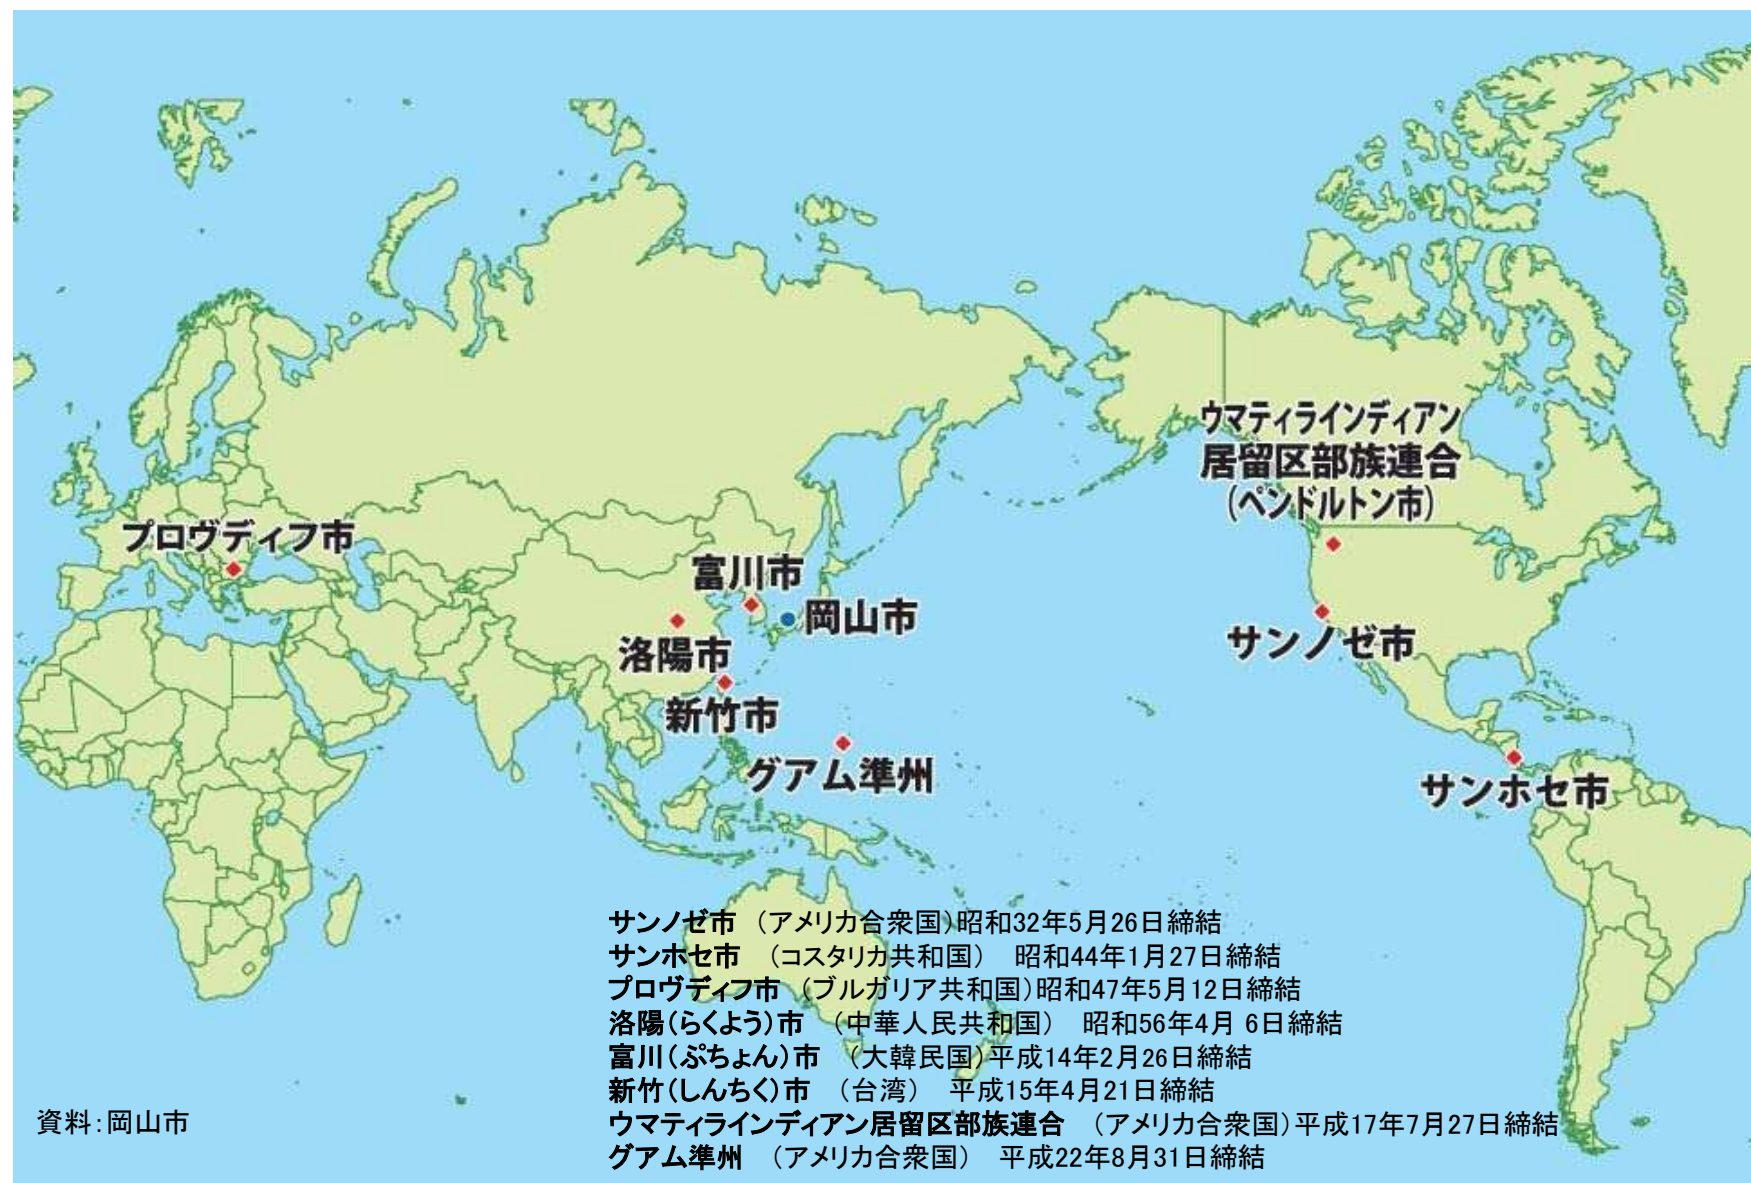 ウマティラインディアン
居留区部族連合
(ペンドルトン市)
プロヴディフ市
富川市
岡山市
洛陽市
サンノゼ市
新竹市
グアム準州
サンホセ市
サンノゼ市　（アメリカ合衆国）昭和32年5月26日締結
サンホセ市　（コスタリカ共和国）　昭和44年1月27日締結
プロヴディフ市　（ブルガリア共和国）昭和47年5月12日締結
洛陽（らくよう）市　（中華人民共和国）　昭和56年4月 6日締結
富川（ぷちょん）市　（大韓民国）平成14年2月26日締結
新竹（しんちく）市　（台湾）　平成15年4月21日締結
資料：岡山市
ウマティラインディアン居留区部族連合　（アメリカ合衆国）平成17年7月27日締結
グアム準州　（アメリカ合衆国）　平成22年8月31日締結